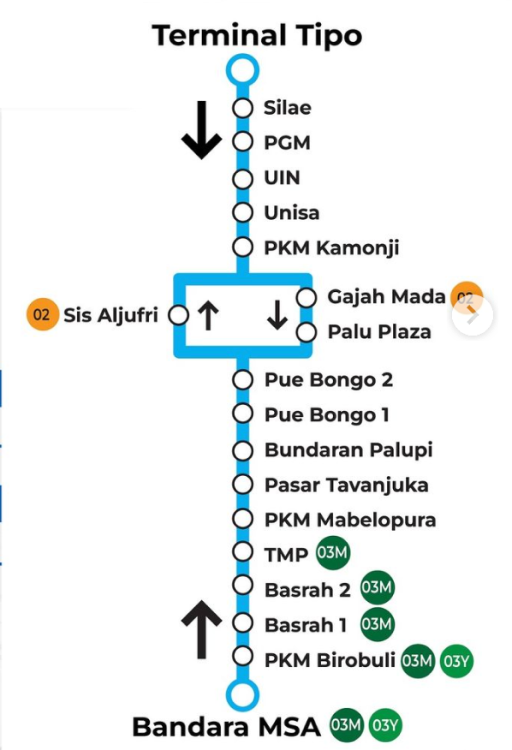 Terminal Tipo
Silae
PGM
UIN
Unisa
PKM Kamonji
Gajah Mada 02
02 Sis Aljufri
Palu Plaza
Pue Bongo 2
Pue Bongo 1
Bundaran Palupi
Pasar Tavanjuka
PKM Mabelopura
TMP 03M
Basrah 2 03M
Basrah 1 03M
PKM Birobuli 03M 03Y
Bandara MSA 03M 03Y